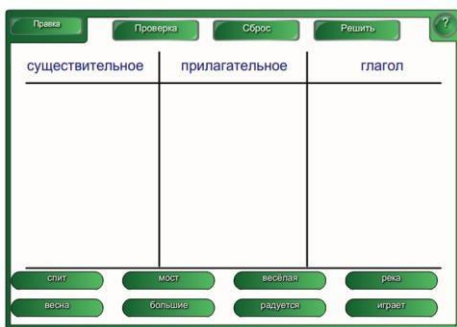 Правка Проверка Сброс Решить ?
существительное прилагательное глагол
спит мост весёлая река
весна большие радуется играет